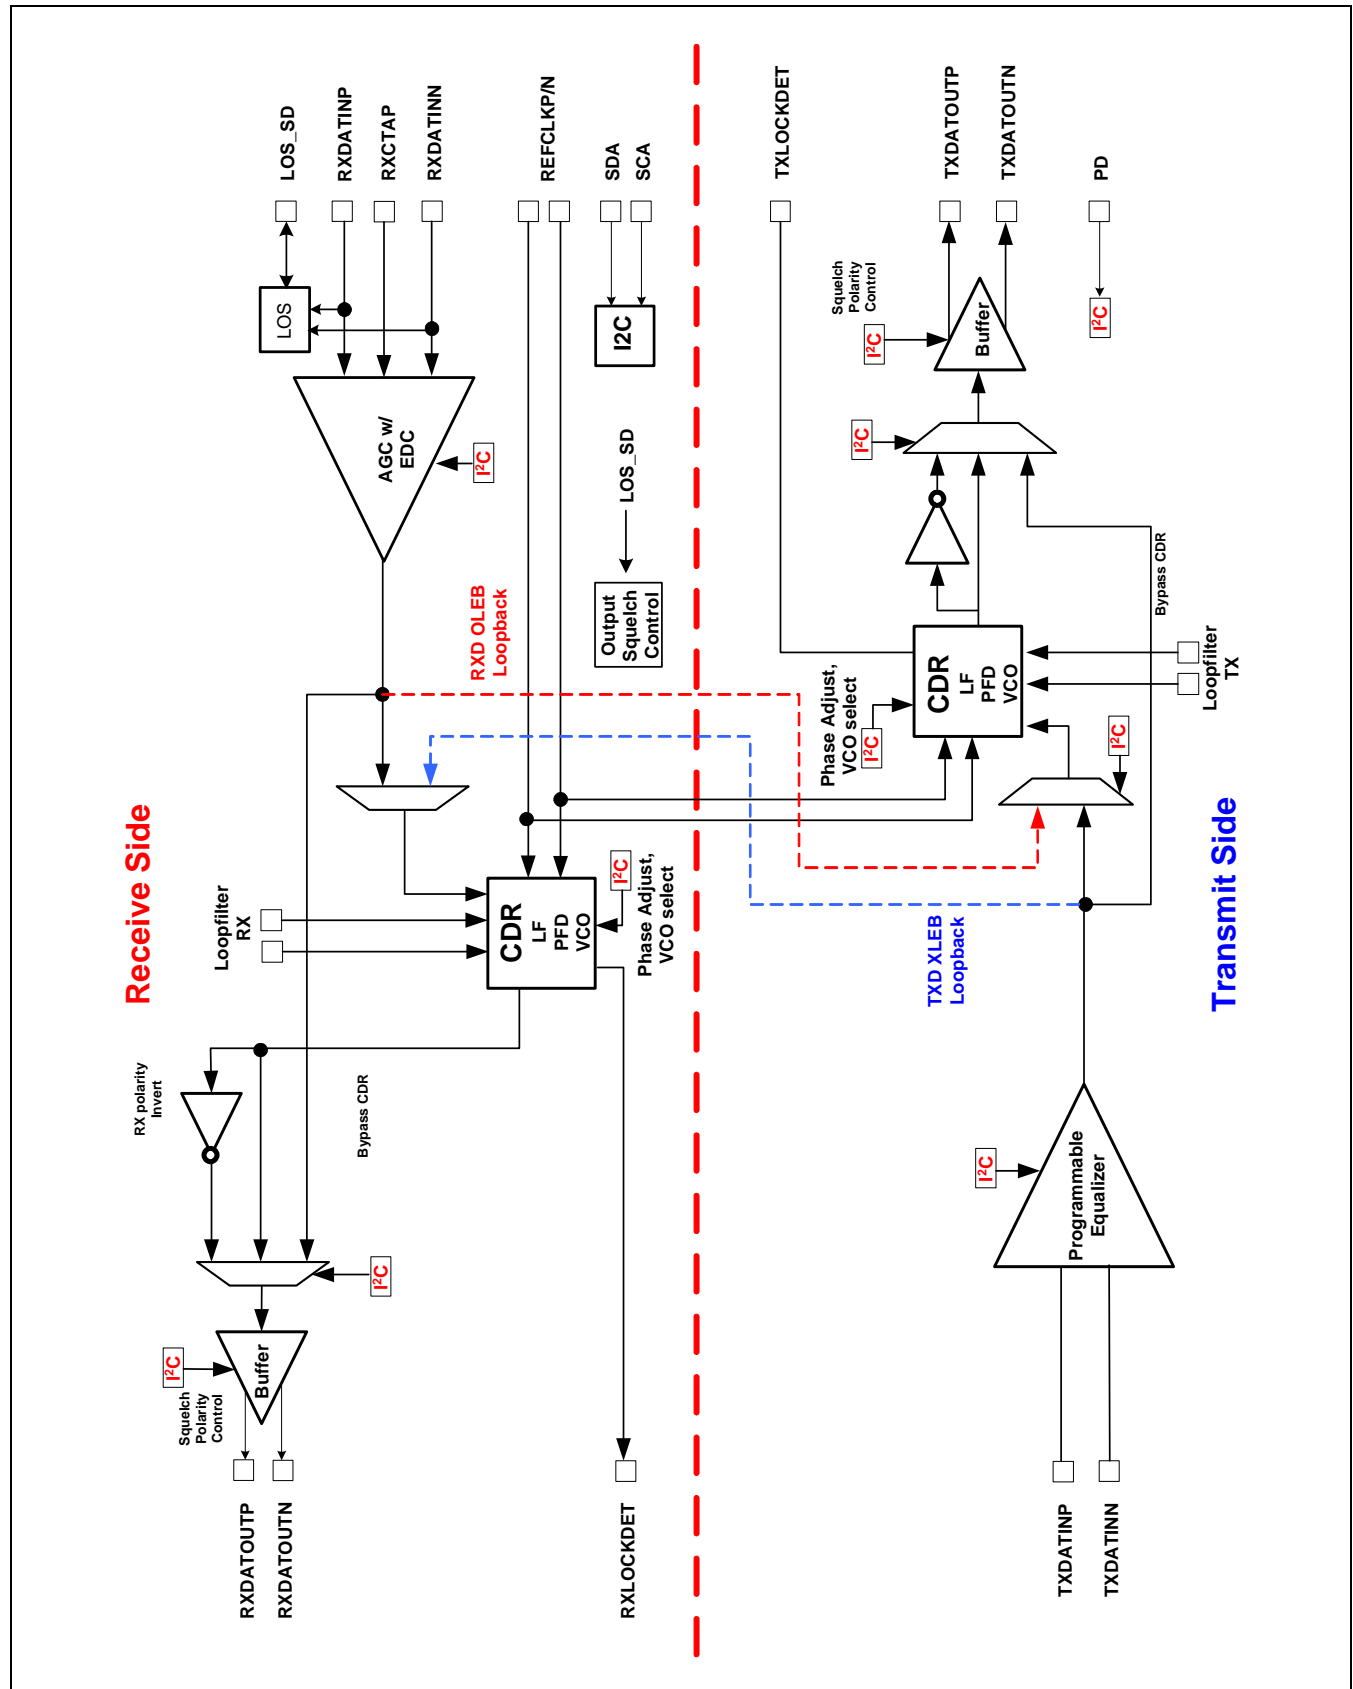 Receive Side
LOS_SD
RXDATINP
RXCTAP
RXDATINN
REFCLKP/N
SDA
SCA
LOS
AGC w/
EDC
I²C
I2C
LOS_SD
Output
Squelch
Control
RXD OLEB
Loopback
Loopfilter
RX
CDR
LF
PFD
VCO
I²C
Phase Adjust,
VCO select
RX polarity
Invert
Bypass CDR
I²C
Buffer
I²C
Squelch
Polarity
Control
RXDATOUTP
RXDATOUTN
RXLOCKDET
Transmit Side
TXLOCKDET
TXDATOUTP
TXDATOUTN
PD
I²C
Squelch
Polarity
Control
I²C
Buffer
I²C
Bypass CDR
CDR
LF
PFD
VCO
Phase Adjust,
VCO select
I²C
Loopfilter
TX
I²C
TXD XLEB
Loopback
I²C
Programmable
Equalizer
TXDATINP
TXDATINN